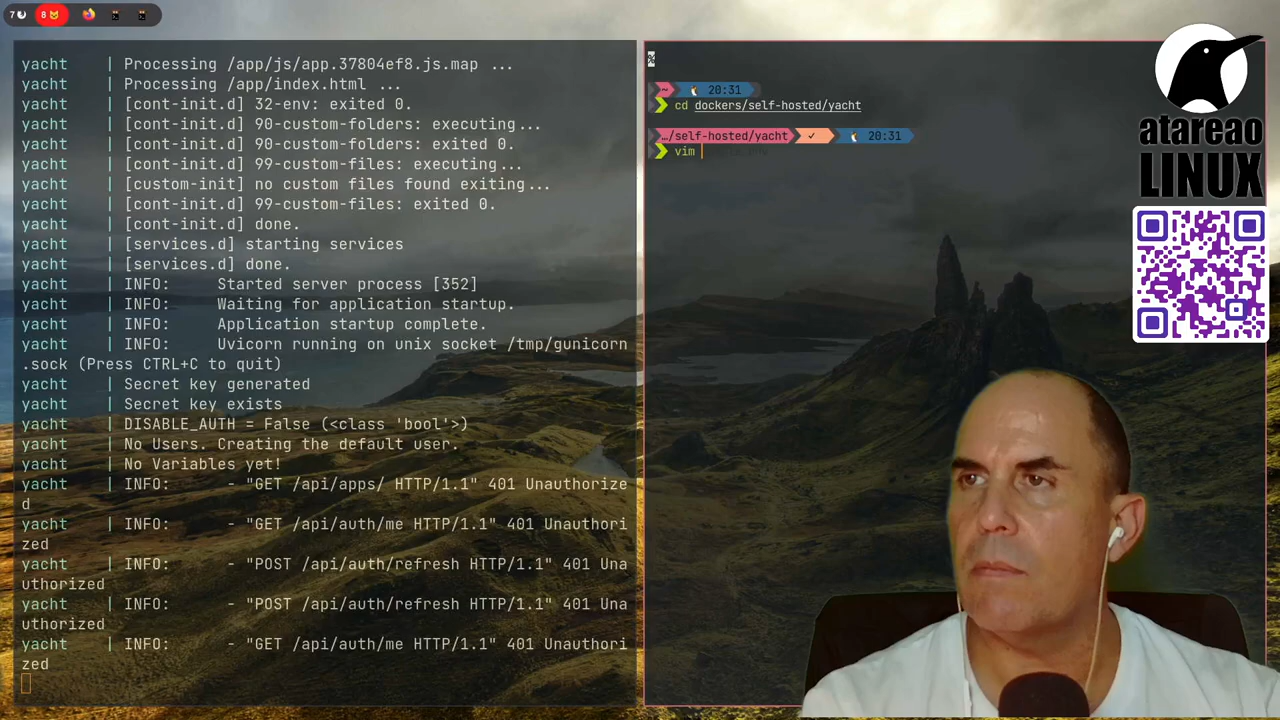 7
8
yacht | Processing /app/js/app.37804ef8.js.map ...
yacht | Processing /app/index.html ...
yacht | [cont-init.d] 32-env: exited 0.
yacht | [cont-init.d] 90-custom-folders: executing...
yacht | [cont-init.d] 90-custom-folders: exited 0.
yacht | [cont-init.d] 99-custom-files: executing...
yacht | [custom-init] no custom files found exiting...
yacht | [cont-init.d] 99-custom-files: exited 0.
yacht | [cont-init.d] done.
yacht | [services.d] starting services
yacht | [services.d] done.
yacht | INFO: Started server process [352]
yacht | INFO: Waiting for application startup.
yacht | INFO: Application startup complete.
yacht | INFO: Uvicorn running on unix socket /tmp/gunicorn
.sock (Press CTRL+C to quit)
yacht | Secret key generated
yacht | Secret key exists
yacht | DISABLE_AUTH = False (<class 'bool'>)
yacht | No Users. Creating the default user.
yacht | No Variables yet!
yacht | INFO: - "GET /api/apps/ HTTP/1.1" 401 Unauthorize
d
yacht | INFO: - "GET /api/auth/me HTTP/1.1" 401 Unauthori
zed
yacht | INFO: - "POST /api/auth/refresh HTTP/1.1" 401 Una
uthorized
yacht | INFO: - "POST /api/auth/refresh HTTP/1.1" 401 Una
uthorized
yacht | INFO: - "GET /api/auth/me HTTP/1.1" 401 Unauthori
zed
%
~ 20:31
cd dockers/self-hosted/yacht
…/self-hosted/yacht ✓ 20:31
vim
atareao
LINUX